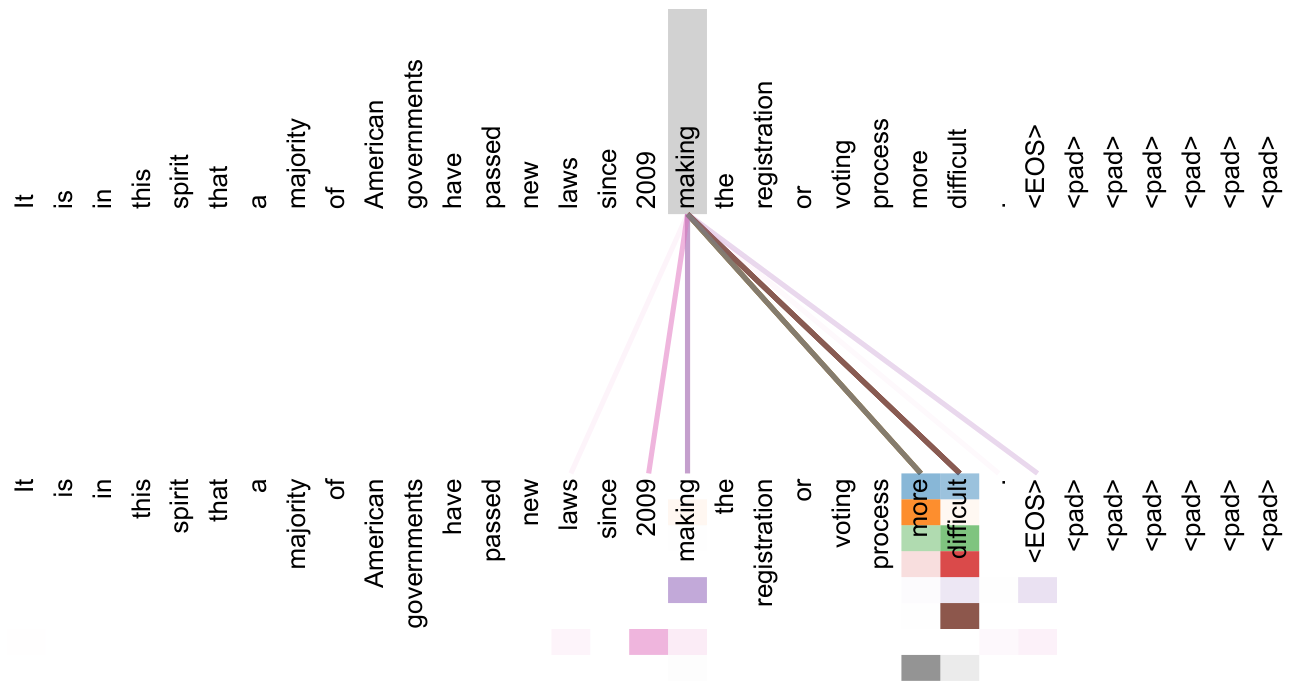 It is in this spirit that a majority of American governments have passed new laws since 2009 making the registration or voting process more difficult . <EOS> <pad> <pad> <pad> <pad> <pad> <pad>
It is in this spirit that a majority of American governments have passed new laws since 2009 making the registration or voting process more difficult . <EOS> <pad> <pad> <pad> <pad> <pad> <pad>